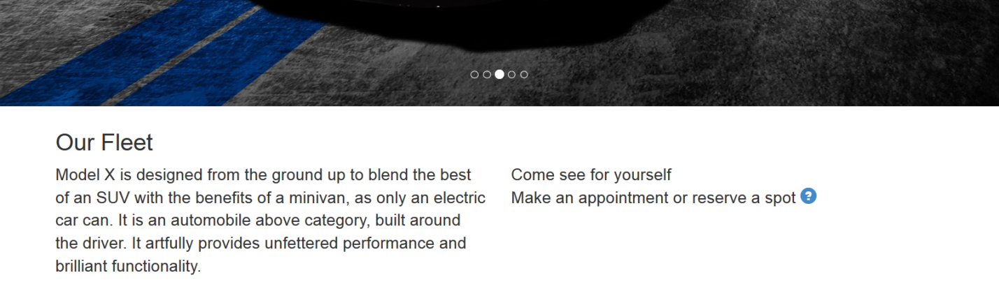 Our Fleet
Model X is designed from the ground up to blend the best
of an SUV with the benefits of a minivan, as only an electric
car can. It is an automobile above category, built around
the driver. It artfully provides unfettered performance and
brilliant functionality.
Come see for yourself
Make an appointment or reserve a spot ?